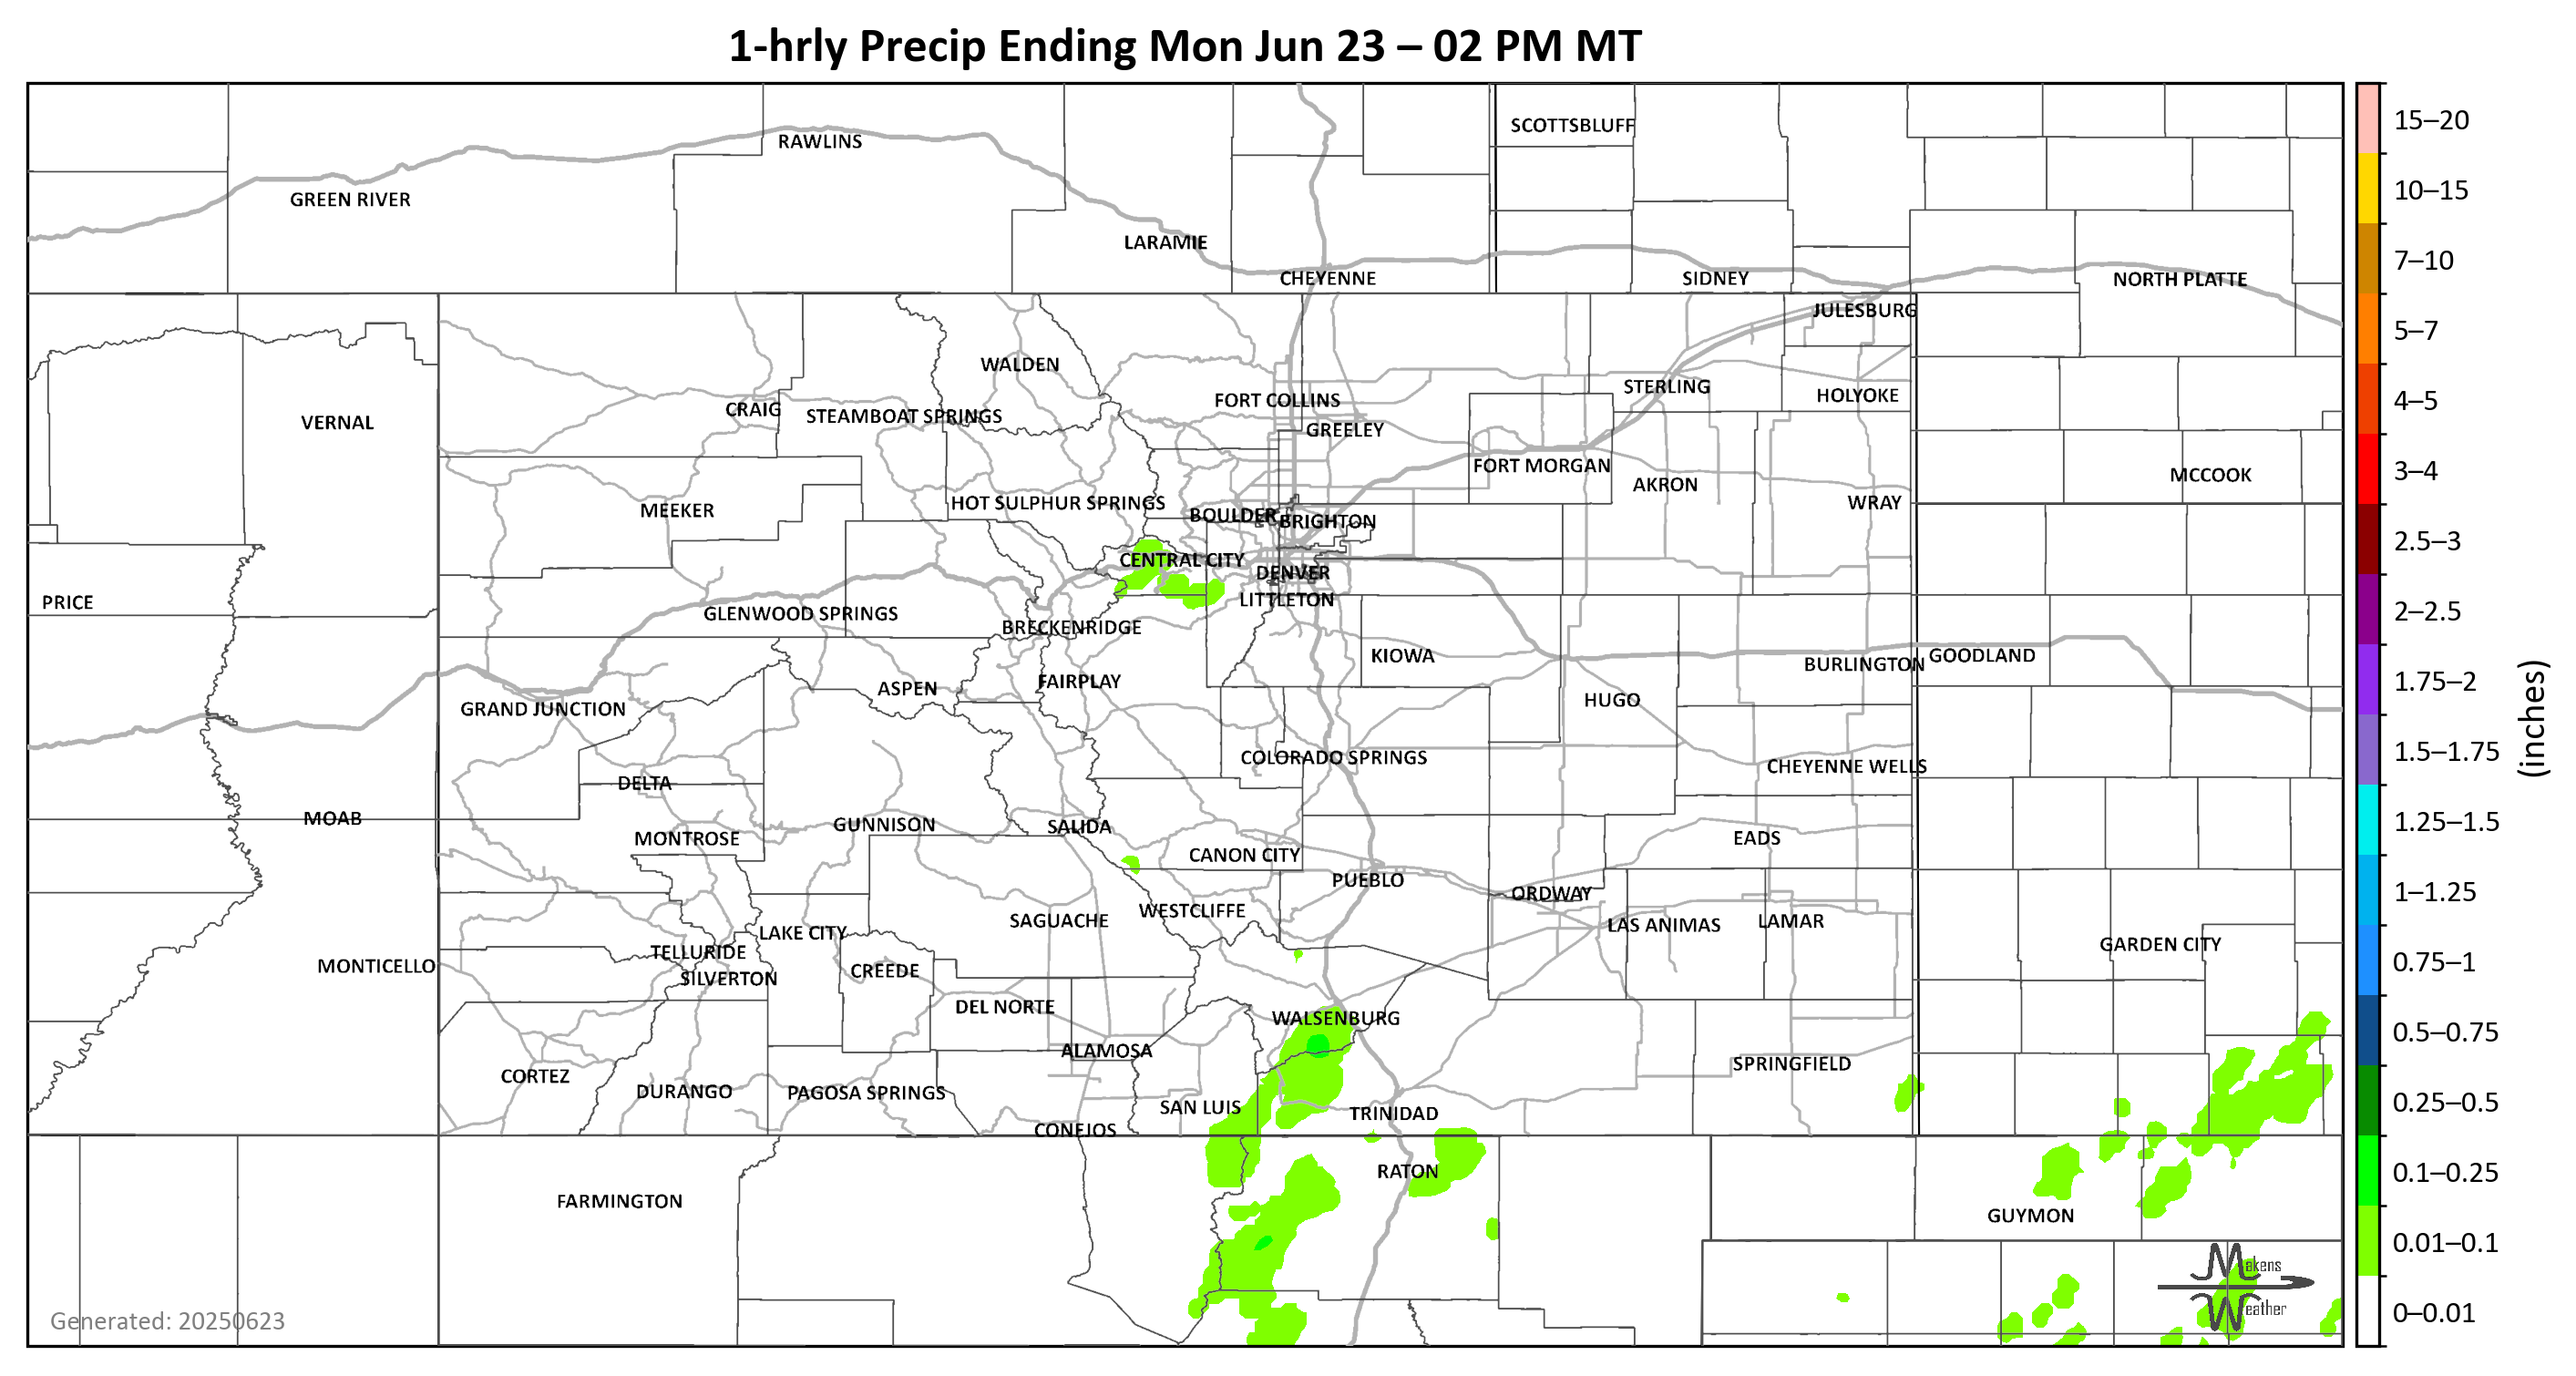 1-hrly Precip Ending Mon Jun 23 – 02 PM MT
SCOTTSBLUFF
RAWLINS
GREEN RIVER
LARAMIE
CHEYENNE
SIDNEY
NORTH PLATTE
JULESBURG
WALDEN
STERLING
HOLYOKE
FORT COLLINS
CRAIG
STEAMBOAT SPRINGS
VERNAL
GREELEY
FORT MORGAN
MCCOOK
AKRON
HOT SULPHUR SPRINGS
WRAY
MEEKER
BOULDER
BRIGHTON
CENTRAL CITY
DENVER
LITTLETON
PRICE
GLENWOOD SPRINGS
BRECKENRIDGE
KIOWA
BURLINGTON
GOODLAND
FAIRPLAY
ASPEN
HUGO
GRAND JUNCTION
COLORADO SPRINGS
CHEYENNE WELLS
DELTA
MOAB
GUNNISON
SALIDA
MONTROSE
EADS
CANON CITY
PUEBLO
ORDWAY
WESTCLIFFE
SAGUACHE
LAS ANIMAS
LAMAR
LAKE CITY
GARDEN CITY
TELLURIDE
MONTICELLO
CREEDE
SILVERTON
DEL NORTE
WALSENBURG
ALAMOSA
SPRINGFIELD
CORTEZ
DURANGO
PAGOSA SPRINGS
SAN LUIS
TRINIDAD
CONEJOS
RATON
FARMINGTON
GUYMON
Makens
Weather
Generated: 20250623
15–20
10–15
7–10
5–7
4–5
3–4
2.5–3
2–2.5
1.75–2
1.5–1.75
1.25–1.5
1–1.25
0.75–1
0.5–0.75
0.25–0.5
0.1–0.25
0.01–0.1
0–0.01
(inches)